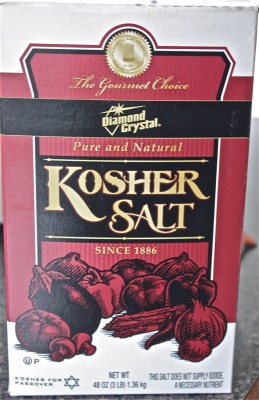 The Gourmet Choice
Diamond
Crystal®
Pure and Natural
KOSHER
SALT
SINCE 1886
U P
KOSHER FOR
PASSOVER
NET WT
48 OZ (3 LB) 1.36 kg
THIS SALT DOES NOT SUPPLY IODIDE,
A NECESSARY NUTRIENT